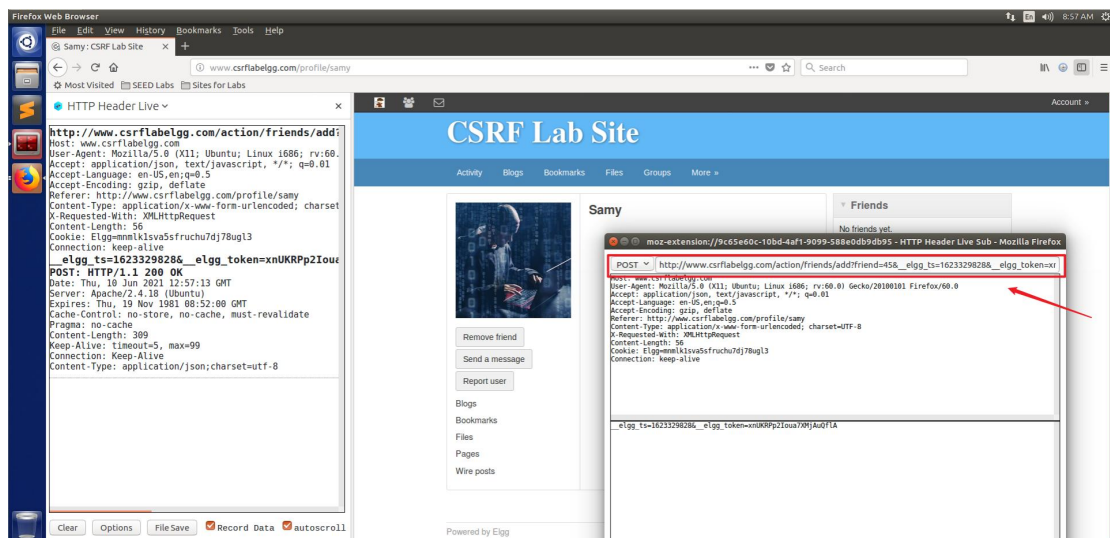 Firefox Web Browser
En
8:57 AM
File Edit View History Bookmarks Tools Help
Samy : CSRF Lab Site × +
www.csrflabelgg.com/profile/samy
Search
Most Visited SEED Labs Sites for Labs
HTTP Header Live ×
http://www.csrflabelgg.com/action/friends/add?
Host: www.csrflabelgg.com
User-Agent: Mozilla/5.0 (X11; Ubuntu; Linux i686; rv:60.
Accept: application/json, text/javascript, */*; q=0.01
Accept-Language: en-US,en;q=0.5
Accept-Encoding: gzip, deflate
Referer: http://www.csrflabelgg.com/profile/samy
Content-Type: application/x-www-form-urlencoded; charset
X-Requested-With: XMLHttpRequest
Content-Length: 56
Cookie: Elgg=mnmlk1sva5sfruchu7dj78ugl3
Connection: keep-alive
__elgg_ts=1623329828&__elgg_token=xnUKRPp2Ioua
POST: HTTP/1.1 200 OK
Date: Thu, 10 Jun 2021 12:57:13 GMT
Server: Apache/2.4.18 (Ubuntu)
Expires: Thu, 19 Nov 1981 08:52:00 GMT
Cache-Control: no-store, no-cache, must-revalidate
Pragma: no-cache
Content-Length: 309
Keep-Alive: timeout=5, max=99
Connection: Keep-Alive
Content-Type: application/json;charset=utf-8
Clear Options File Save Record Data autoscroll
Account »
CSRF Lab Site
Activity Blogs Bookmarks Files Groups More »
Samy
Remove friend
Send a message
Report user
Blogs
Bookmarks
Files
Pages
Wire posts
Powered by Elgg
Friends
No friends yet.
moz-extension://9c65e60c-10bd-4af1-9099-588e0db9db95 - HTTP Header Live Sub - Mozilla Firefox
POST http://www.csrflabelgg.com/action/friends/add?friend=45&__elgg_ts=1623329828&__elgg_token=xr
Host: www.csrflabelgg.com
User-Agent: Mozilla/5.0 (X11; Ubuntu; Linux i686; rv:60.0) Gecko/20100101 Firefox/60.0
Accept: application/json, text/javascript, */*; q=0.01
Accept-Language: en-US,en;q=0.5
Accept-Encoding: gzip, deflate
Referer: http://www.csrflabelgg.com/profile/samy
Content-Type: application/x-www-form-urlencoded; charset=UTF-8
X-Requested-With: XMLHttpRequest
Content-Length: 56
Cookie: Elgg=mnmlk1sva5sfruchu7dj78ugl3
Connection: keep-alive
__elgg_ts=1623329828&__elgg_token=xnUKRPp2Ioua7XMjAuQflA